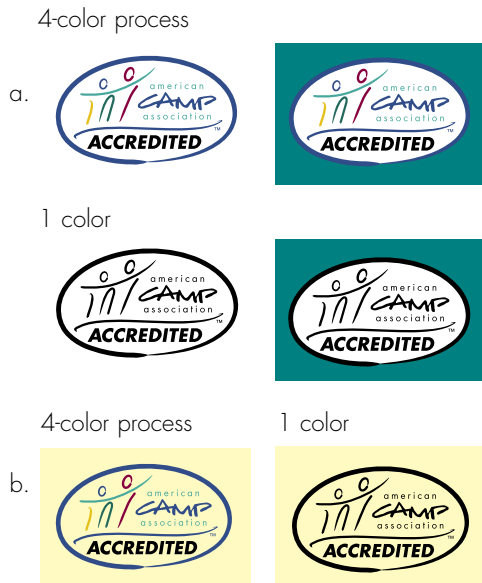 4-color process
a.
american
CAMP
association
ACCREDITED
™
american
CAMP
association
ACCREDITED
™
1 color
american
CAMP
association
ACCREDITED
™
american
CAMP
association
ACCREDITED
™
4-color process
1 color
b.
american
CAMP
association
ACCREDITED
™
american
CAMP
association
ACCREDITED
™